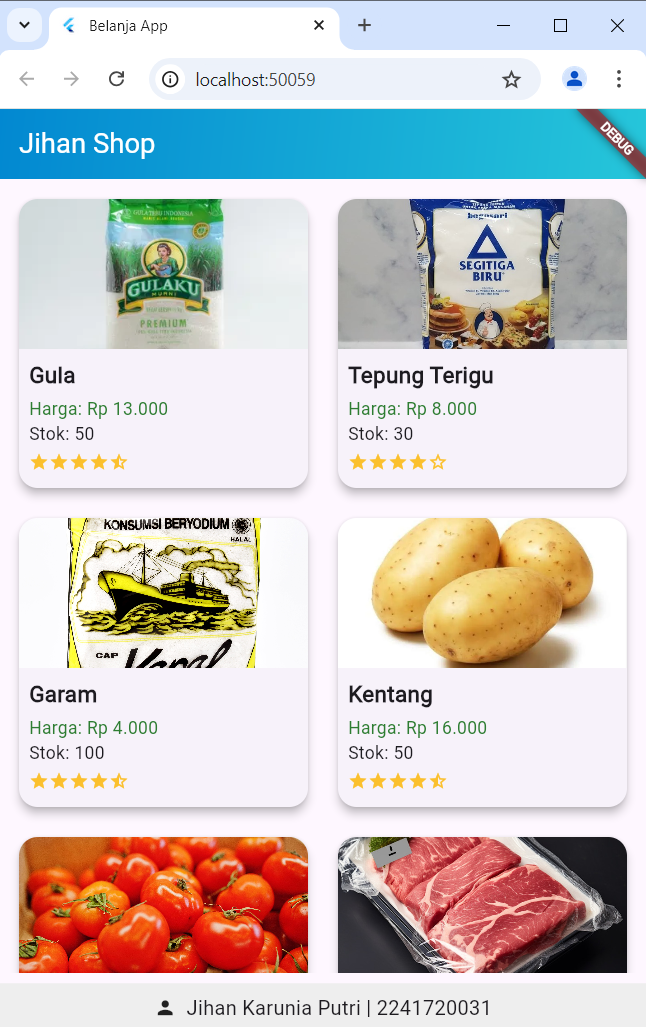 Belanja App
localhost:50059
Jihan Shop
DEBUG
GULA TEBU INDONESIA
GULAKU
MURNI
PREMIUM
bogasari
SEGITIGA
BIRU
Gula
Tepung Terigu
Harga: Rp 13.000
Harga: Rp 8.000
Stok: 50
Stok: 30
KONSUMSI BERYODIUM
HALAL
CAP
Kapal
Garam
Kentang
Harga: Rp 4.000
Harga: Rp 16.000
Stok: 100
Stok: 50
Jihan Karunia Putri | 2241720031